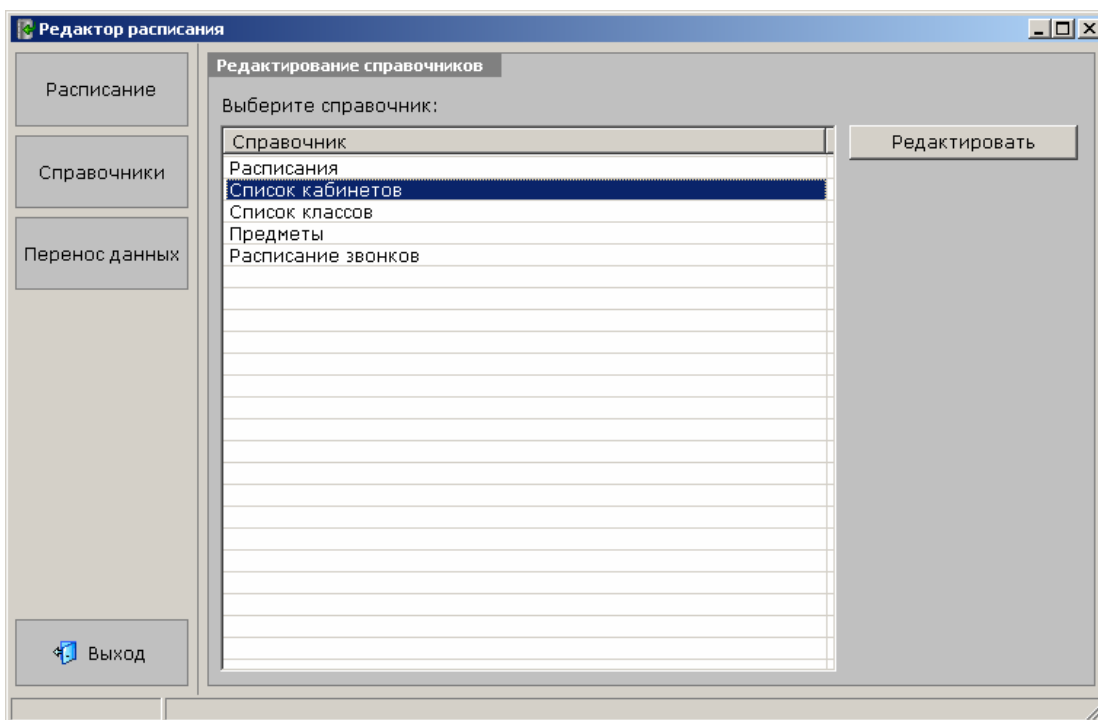 Редактор расписания
Расписание
Справочники
Перенос данных
Выход
Редактирование справочников
Выберите справочник:
Справочник
Расписания
Список кабинетов
Список классов
Предметы
Расписание звонков
Редактировать